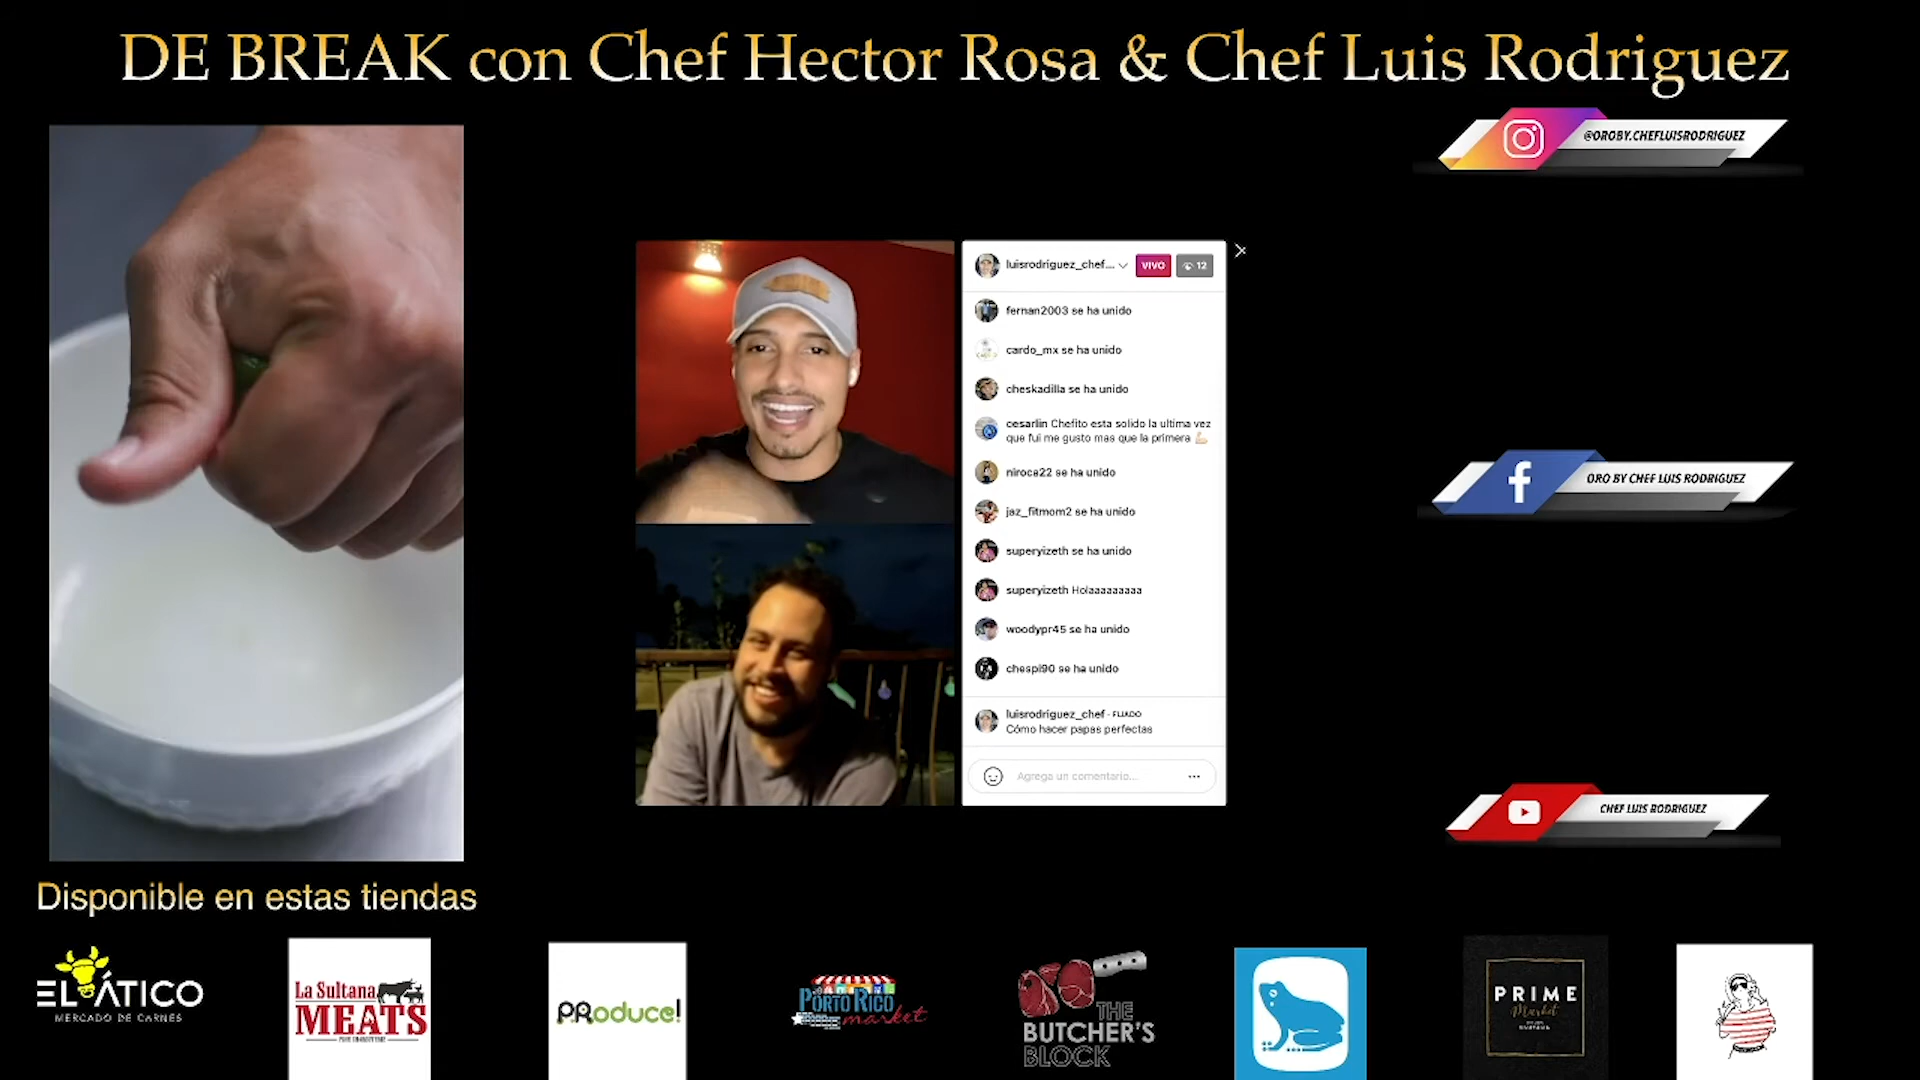 DE BREAK con Chef Hector Rosa & Chef Luis Rodriguez
@OROBY.CHEFLUISRODRIGUEZ
luisrodriguez_chef... VIVO 12
fernan2003 se ha unido
cardo_mx se ha unido
cheskadilla se ha unido
cesarlin Chefito esta solido la ultima vez
que fui me gusto mas que la primera
niroca22 se ha unido
jaz_fitmom2 se ha unido
superyizeth se ha unido
superyizeth Holaaaaaaaaa
woodypr45 se ha unido
chespi90 se ha unido
luisrodriguez_chef · FIJADO
Cómo hacer papas perfectas
Agrega un comentario...
ORO BY CHEF LUIS RODRIGUEZ
CHEF LUIS RODRIGUEZ
Disponible en estas tiendas
EL ÁTICO
MERCADO DE CARNES
La Sultana
MEATS
PRoduce!
PORTO RICO
market
THE
BUTCHER'S
BLOCK
PRIME
Market